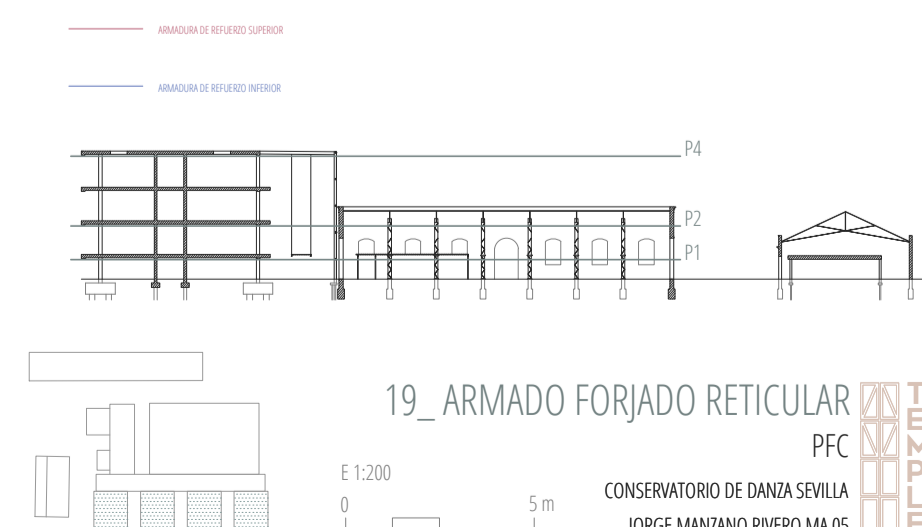 ARMADURA DE REFUERZO SUPERIOR
ARMADURA DE REFUERZO INFERIOR
P4
P2
P1
19_ ARMADO FORJADO RETICULAR
PFC
E 1:200
0 5 m
CONSERVATORIO DE DANZA SEVILLA
JORGE MANZANO RIVERO MA 05
T
E
M
P
L
E